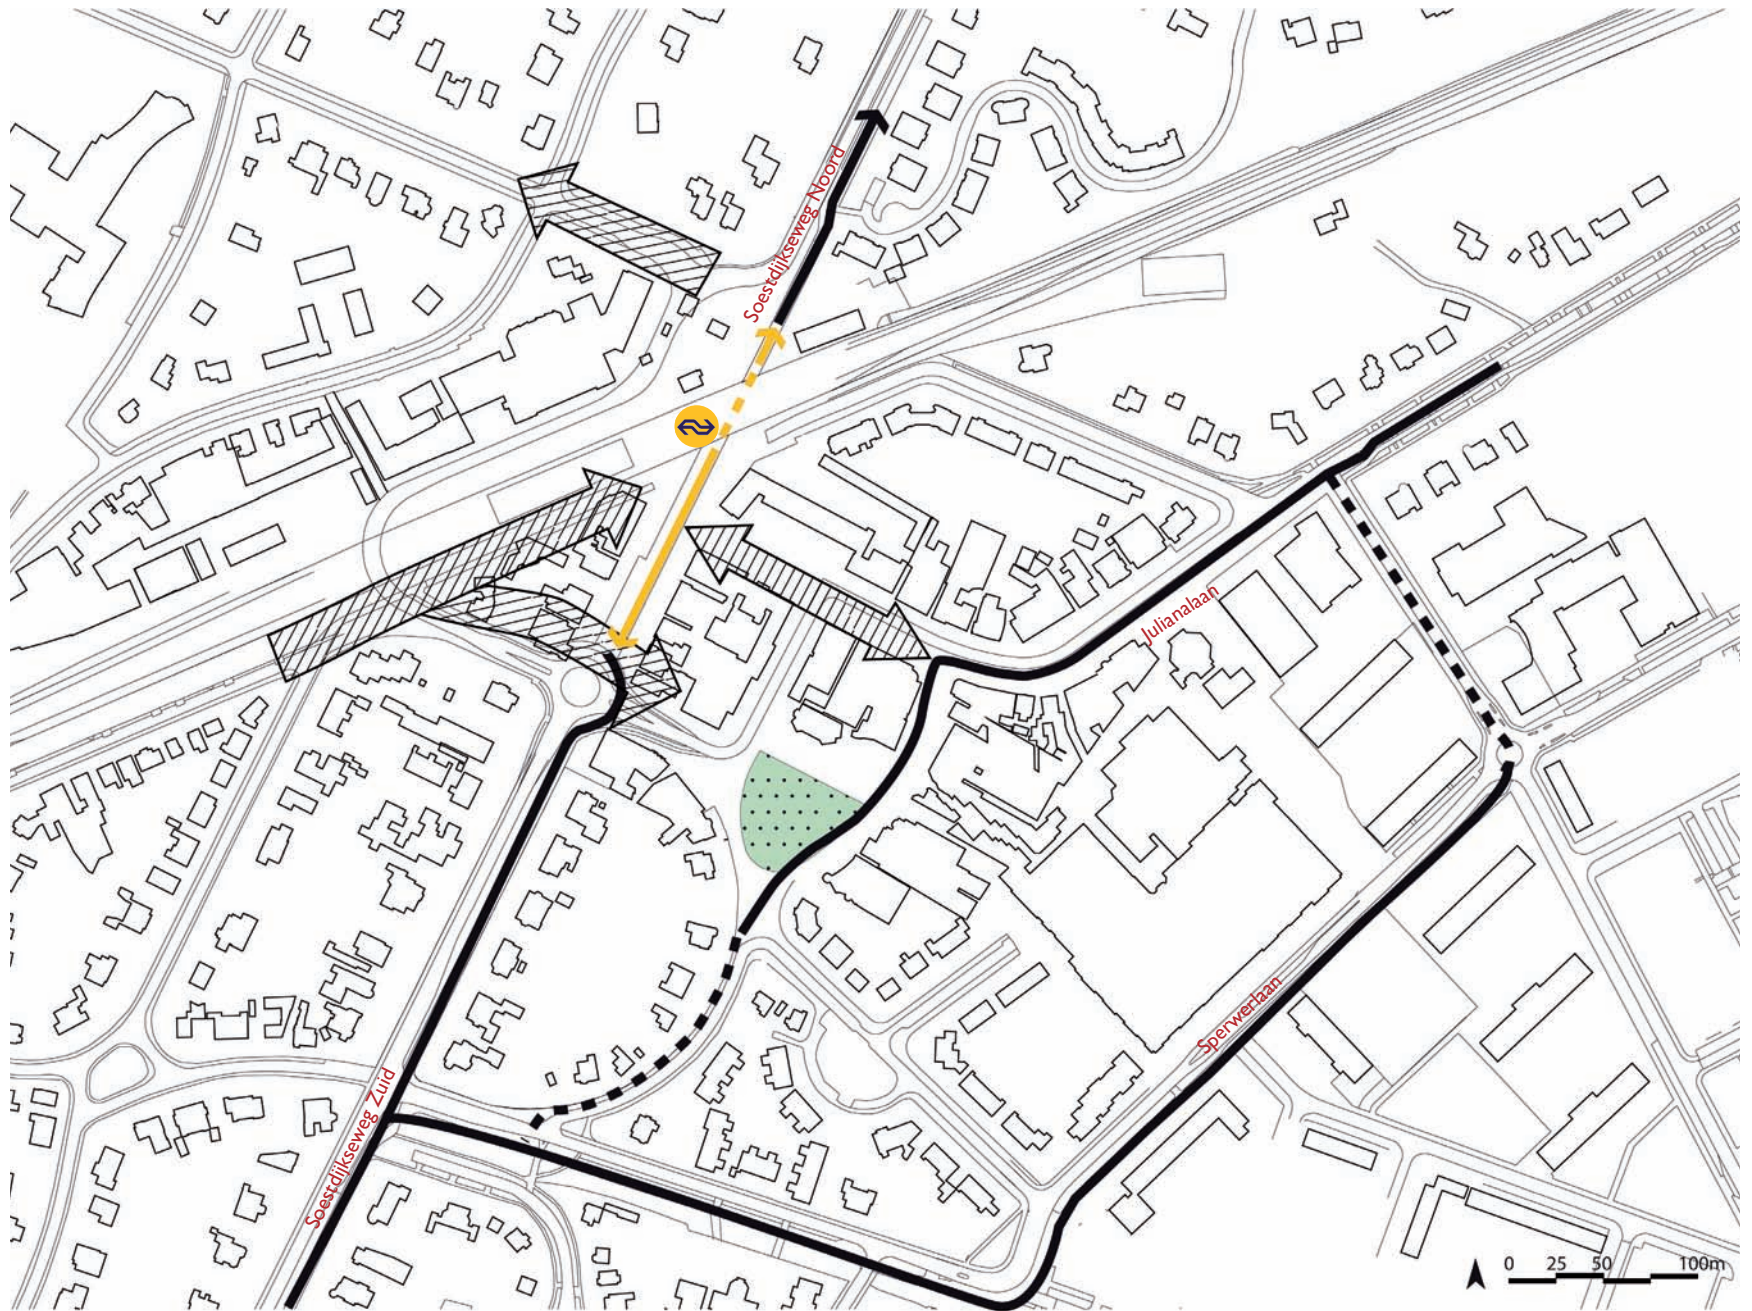 Soestdijkseweg Noord
Julianalaan
Sperwerlaan
Soestdijkseweg Zuid
0 25 50 100m